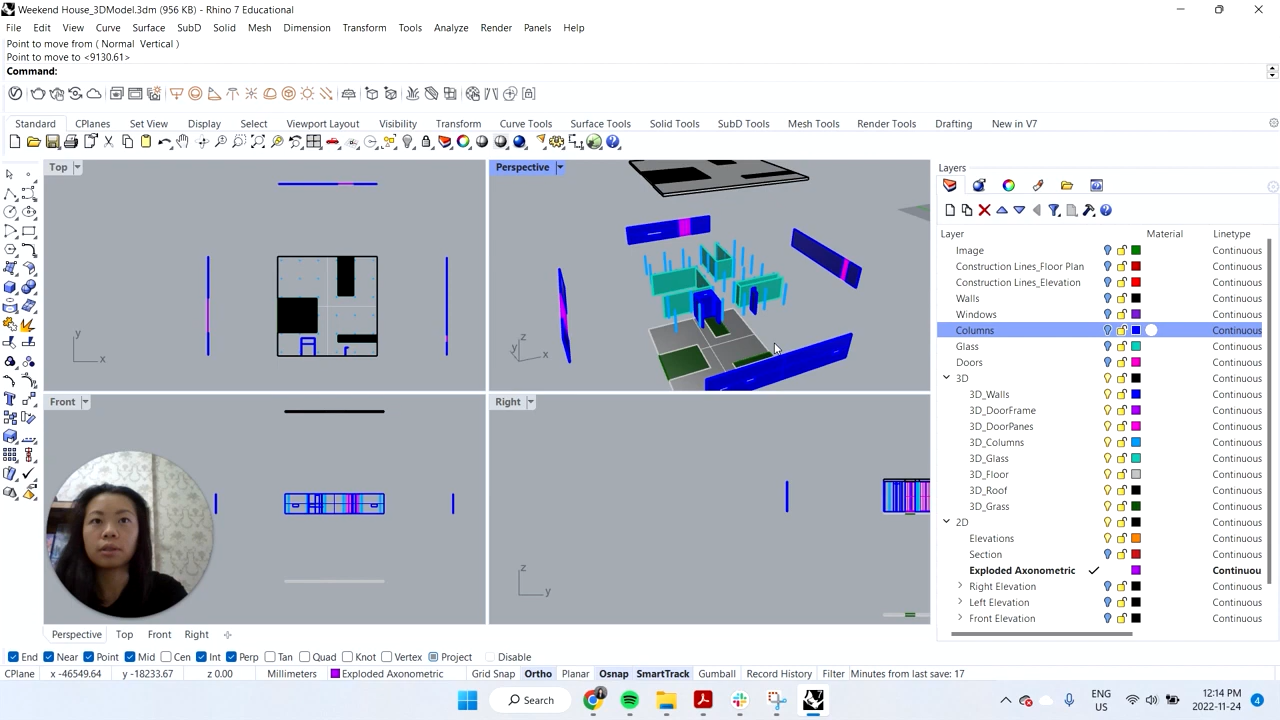 Weekend House_3DModel.3dm (956 KB) - Rhino 7 Educational
File Edit View Curve Surface SubD Solid Mesh Dimension Transform Tools Analyze Render Panels Help
Point to move from ( Normal Vertical )
Point to move to <9130.61>
Command:
Standard CPlanes Set View Display Select Viewport Layout Visibility Transform Curve Tools Surface Tools Solid Tools SubD Tools Mesh Tools Render Tools Drafting New in V7
Top
Perspective
y
x
z
y
x
Front
Right
z
y
Perspective Top Front Right
Layers
Layer Material Linetype
Image Continuous
Construction Lines_Floor Plan Continuous
Construction Lines_Elevation Continuous
Walls Continuous
Windows Continuous
Columns Continuous
Glass Continuous
Doors Continuous
3D Continuous
3D_Walls Continuous
3D_DoorFrame Continuous
3D_DoorPanes Continuous
3D_Columns Continuous
3D_Glass Continuous
3D_Floor Continuous
3D_Roof Continuous
3D_Grass Continuous
2D Continuous
Elevations Continuous
Section Continuous
Exploded Axonometric Continuou
Right Elevation Continuous
Left Elevation Continuous
Front Elevation Continuous
End Near Point Mid Cen Int Perp Tan Quad Knot Vertex Project Disable
CPlane x -46549.64 y -18233.67 z 0.00 Millimeters Exploded Axonometric Grid Snap Ortho Planar Osnap SmartTrack Gumball Record History Filter Minutes from last save: 17
Search
ENG
US
12:14 PM
2022-11-24
4